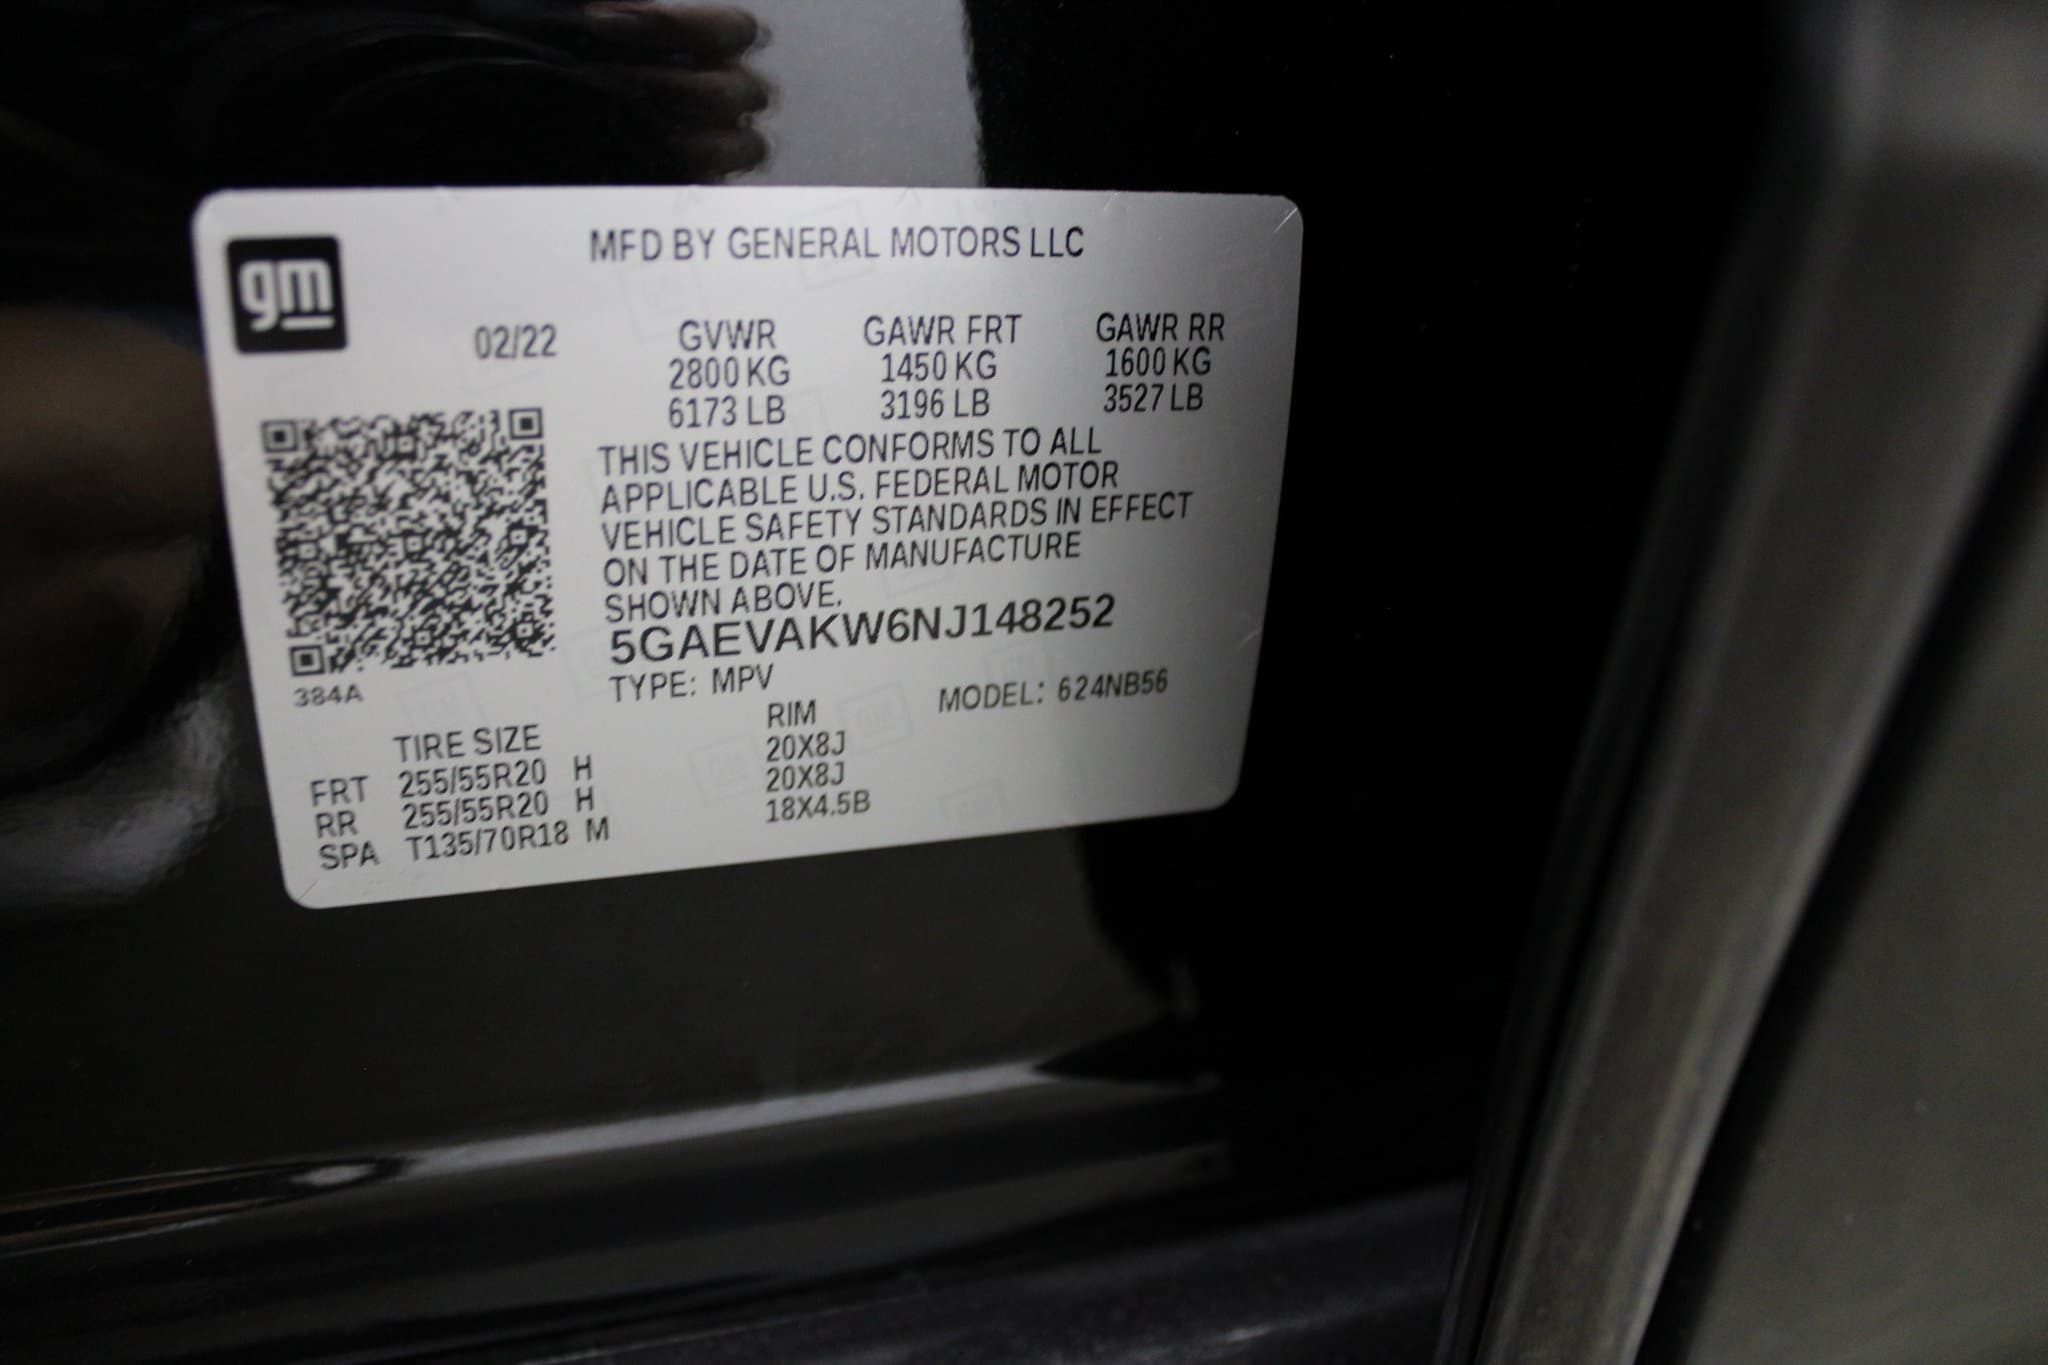 gm
MFD BY GENERAL MOTORS LLC
02/22 GVWR GAWR FRT GAWR RR
2800 KG 1450 KG 1600 KG
6173 LB 3196 LB 3527 LB
THIS VEHICLE CONFORMS TO ALL
APPLICABLE U.S. FEDERAL MOTOR
VEHICLE SAFETY STANDARDS IN EFFECT
ON THE DATE OF MANUFACTURE
SHOWN ABOVE.
5GAEVAKW6NJ148252
384A
TYPE: MPV MODEL: 624NB56
TIRE SIZE RIM
FRT 255/55R20 H 20X8J
RR 255/55R20 H 20X8J
SPA T135/70R18 M 18X4.5B